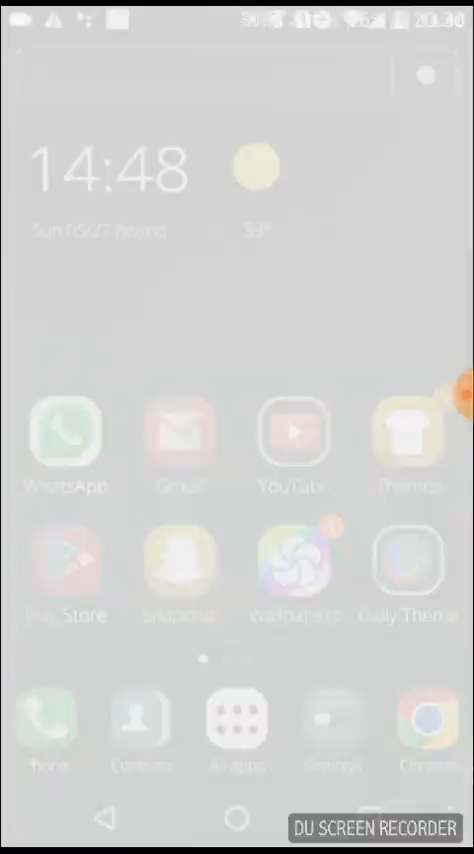 14:48
Sun 05/27 Beijing
33°
WhatsApp
Gmail
YouTube
Themes
Play Store
Snapchat
Wallpapers
Daily Theme
Phone
Contacts
All apps
Settings
Chrome
DU SCREEN RECORDER